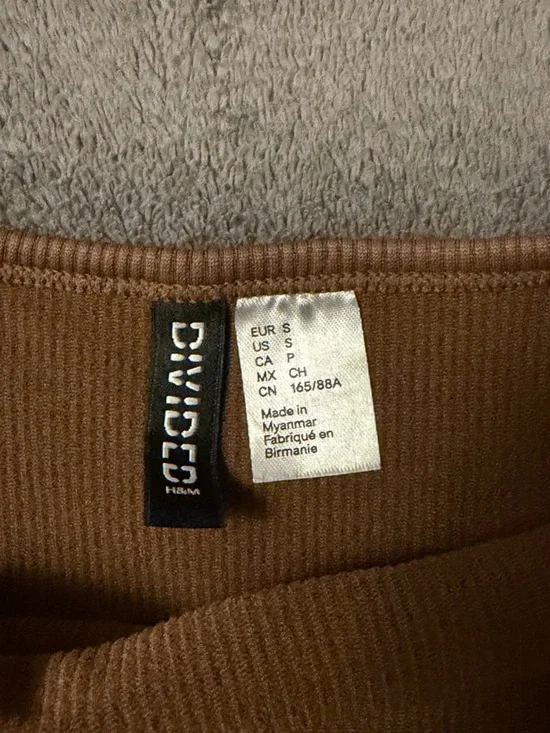 DIVIDED
H&M
EUR S
US S
CA P
MX CH
CN 165/88A
Made in
Myanmar
Fabriqué en
Birmanie